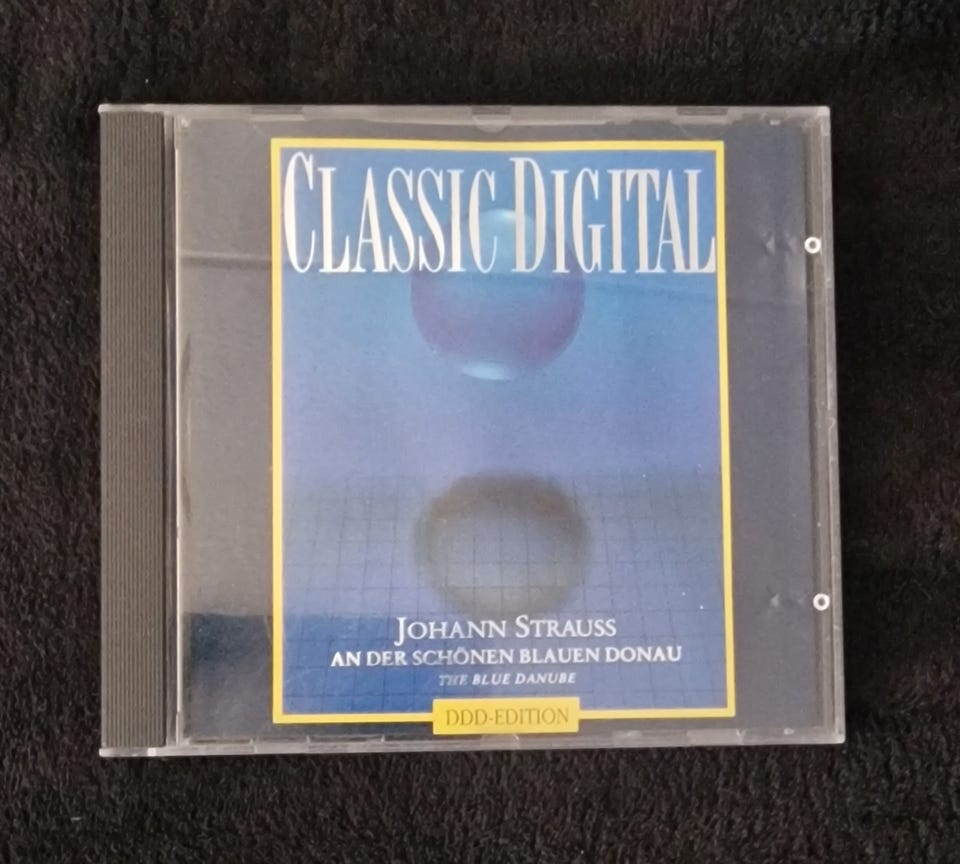 CLASSIC DIGITAL
JOHANN STRAUSS
AN DER SCHÖNEN BLAUEN DONAU
THE BLUE DANUBE
DDD-EDITION